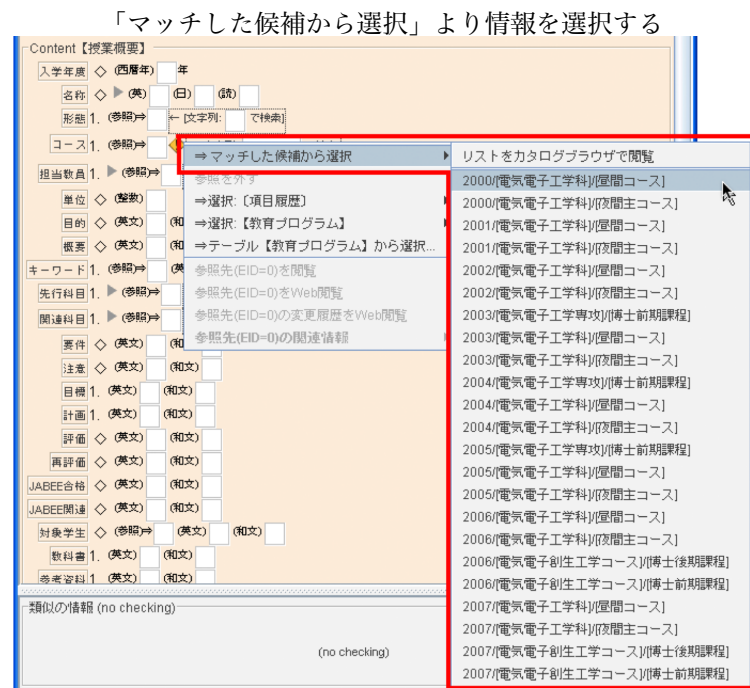 「マッチした候補から選択」より情報を選択する
Content【授業概要】
入学年度 ◇ (西暦年) 年
名称 ◇ ▶ (英) (日) (読)
形態 1. (参照)⇒ ← [文字列: で検索]
コース 1. (参照)⇒
担当教員 1. ▶ (参照)⇒
単位 ◇ (整数)
目的 ◇ (英文) (和
概要 ◇ (英文) (和
キーワード 1. (参照)⇒ (英
先行科目 1. ▶ (参照)⇒
関連科目 1. ▶ (参照)⇒
要件 ◇ (英文) (和
注意 ◇ (英文) (和文)
目標 1. (英文) (和文)
計画 1. (英文) (和文)
評価 ◇ (英文) (和文)
再評価 ◇ (英文) (和文)
JABEE合格 ◇ (英文) (和文)
JABEE関連 ◇ (英文) (和文)
対象学生 ◇ (参照)⇒ (英文) (和文)
教科書 1. (英文) (和文)
参考資料 1. (英文) (和文)
類似の情報 (no checking)
(no checking)
⇒マッチした候補から選択
参照を外す
⇒選択:〔項目履歴〕
⇒選択:【教育プログラム】
⇒テーブル【教育プログラム】から選択...
参照先(EID=0)を閲覧
参照先(EID=0)をWeb閲覧
参照先(EID=0)の変更履歴をWeb閲覧
参照先(EID=0)の関連情報
リストをカタログブラウザで閲覧
2000/[電気電子工学科]/[昼間コース]
2000/[電気電子工学科]/[夜間主コース]
2001/[電気電子工学科]/[昼間コース]
2001/[電気電子工学科]/[夜間主コース]
2002/[電気電子工学科]/[昼間コース]
2002/[電気電子工学科]/[夜間主コース]
2003/[電気電子工学専攻]/[博士前期課程]
2003/[電気電子工学科]/[昼間コース]
2003/[電気電子工学科]/[夜間主コース]
2004/[電気電子工学専攻]/[博士前期課程]
2004/[電気電子工学科]/[昼間コース]
2004/[電気電子工学科]/[夜間主コース]
2005/[電気電子工学専攻]/[博士前期課程]
2005/[電気電子工学科]/[昼間コース]
2005/[電気電子工学科]/[夜間主コース]
2006/[電気電子工学科]/[昼間コース]
2006/[電気電子工学科]/[夜間主コース]
2006/[電気電子創生工学コース]/[博士後期課程]
2006/[電気電子創生工学コース]/[博士前期課程]
2007/[電気電子工学科]/[昼間コース]
2007/[電気電子工学科]/[夜間主コース]
2007/[電気電子創生工学コース]/[博士後期課程]
2007/[電気電子創生工学コース]/[博士前期課程]